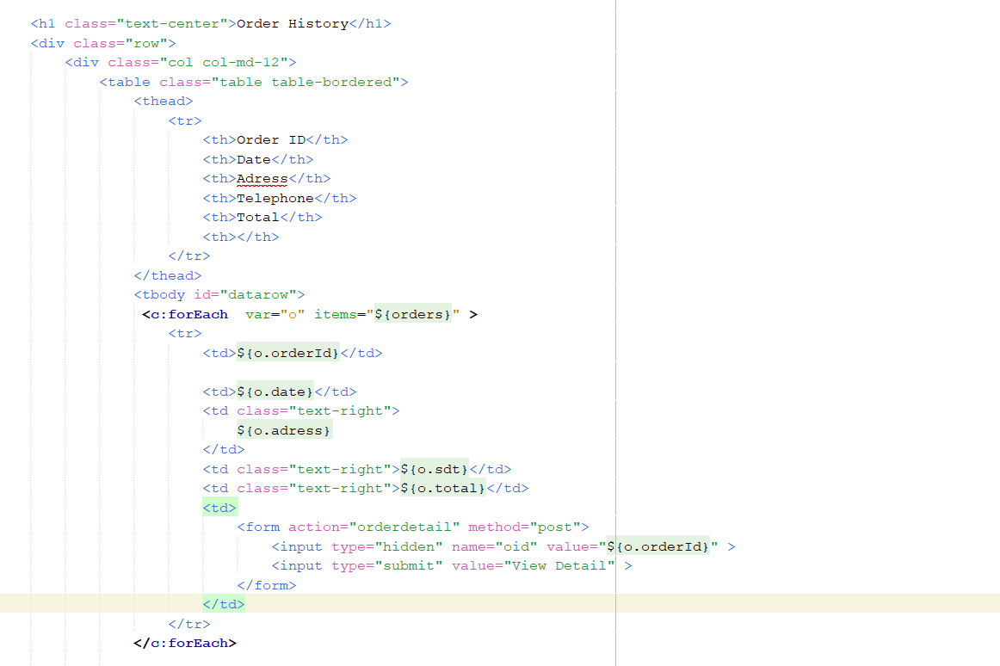 <h1 class="text-center">Order History</h1>
<div class="row">
<div class="col col-md-12">
<table class="table table-bordered">
<thead>
<tr>
<th>Order ID</th>
<th>Date</th>
<th>Adress</th>
<th>Telephone</th>
<th>Total</th>
<th></th>
</tr>
</thead>
<tbody id="datarow">
<c:forEach  var="o" items="${orders}" >
<tr>
<td>${o.orderId}</td>
<td>${o.date}</td>
<td class="text-right">
${o.adress}
</td>
<td class="text-right">${o.sdt}</td>
<td class="text-right">${o.total}</td>
<td>
<form action="orderdetail" method="post">
<input type="hidden" name="oid" value="${o.orderId}" >
<input type="submit" value="View Detail" >
</form>
</td>
</tr>
</c:forEach>